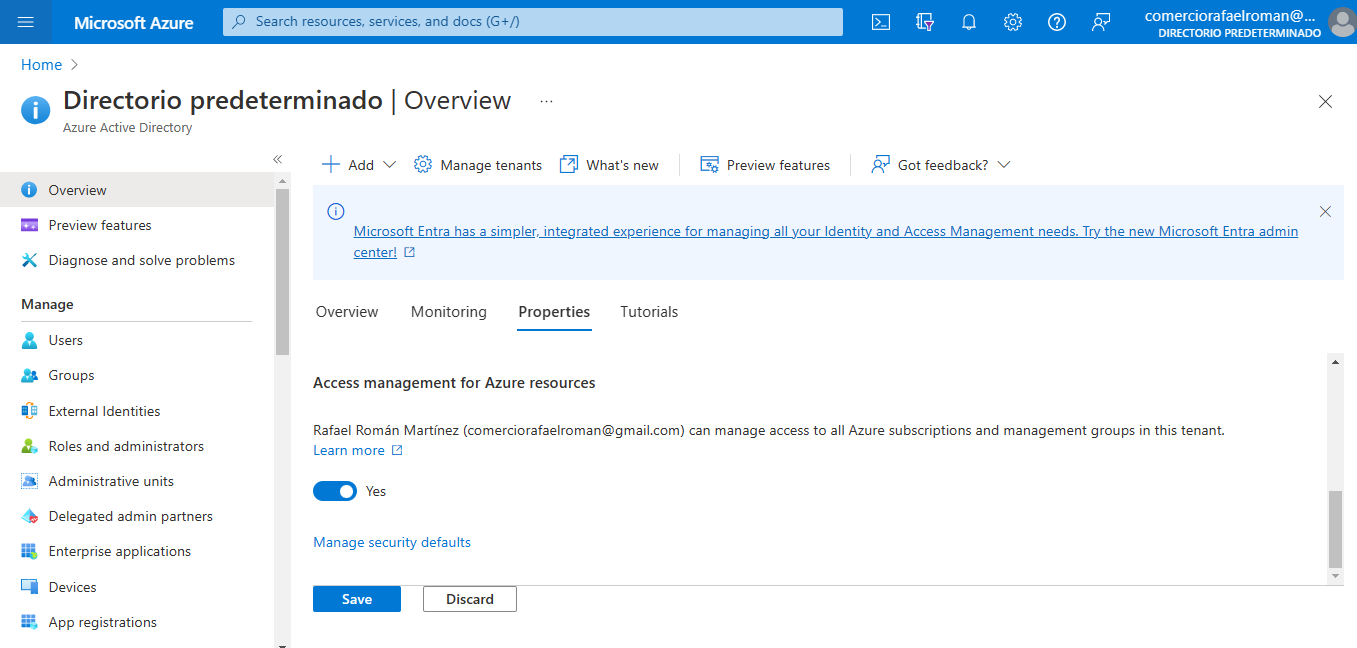 Microsoft Azure
Search resources, services, and docs (G+/)
comerciorafaelroman@...
DIRECTORIO PREDETERMINADO
Home
Directorio predeterminado | Overview
...
Azure Active Directory
Add
Manage tenants
What's new
Preview features
Got feedback?
Overview
Preview features
Diagnose and solve problems
Manage
Users
Groups
External Identities
Roles and administrators
Administrative units
Delegated admin partners
Enterprise applications
Devices
App registrations
Microsoft Entra has a simpler, integrated experience for managing all your Identity and Access Management needs. Try the new Microsoft Entra admin
center!
Overview
Monitoring
Properties
Tutorials
Access management for Azure resources
Rafael Román Martínez (comerciorafaelroman@gmail.com) can manage access to all Azure subscriptions and management groups in this tenant.
Learn more
Yes
Manage security defaults
Save
Discard